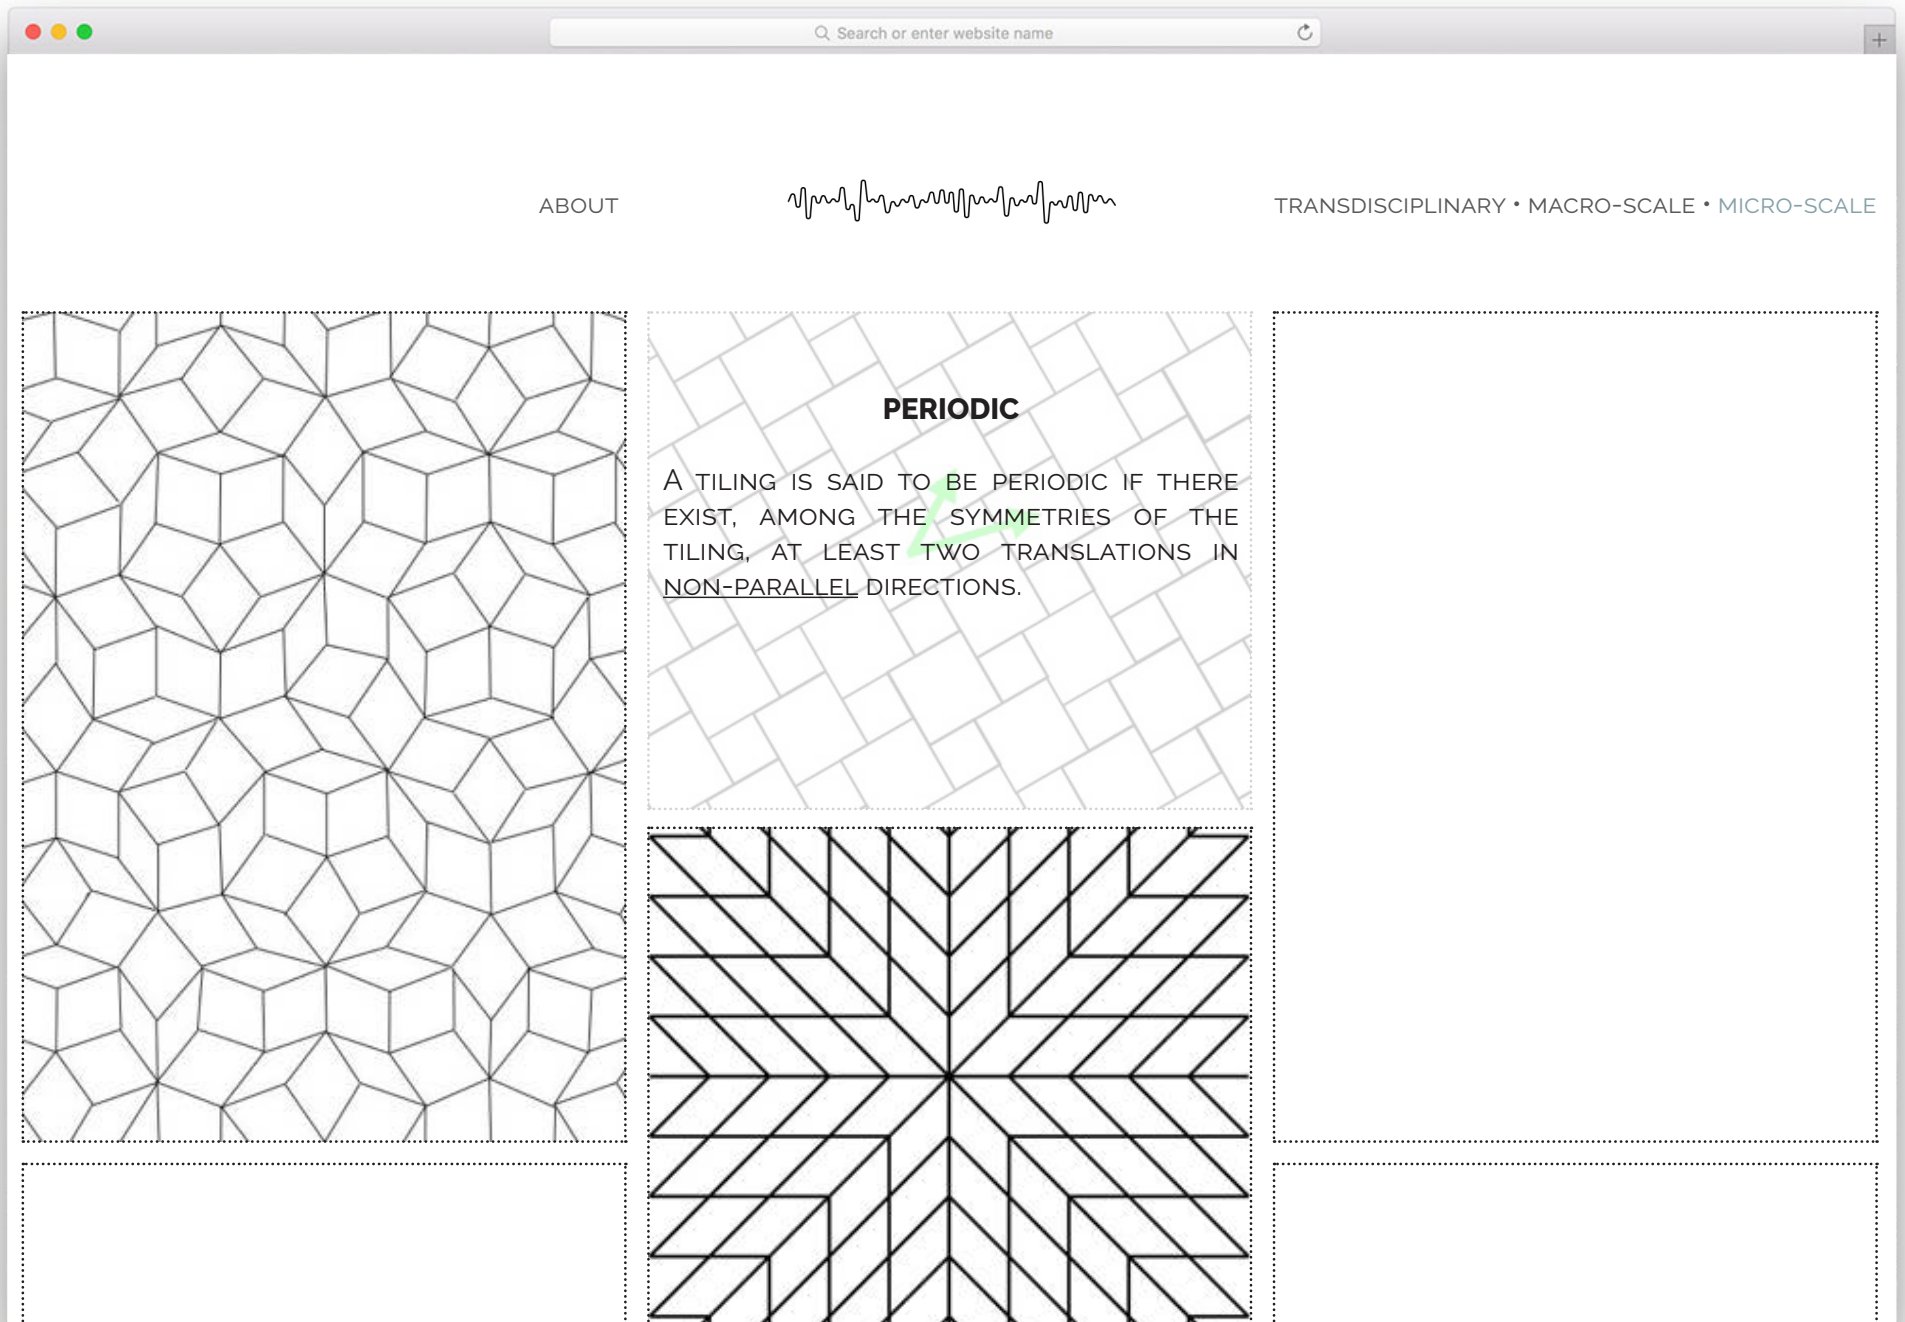 Search or enter website name
ABOUT
TRANSDISCIPLINARY • MACRO-SCALE • MICRO-SCALE
PERIODIC
A TILING IS SAID TO BE PERIODIC IF THERE
EXIST, AMONG THE SYMMETRIES OF THE
TILING, AT LEAST TWO TRANSLATIONS IN
NON-PARALLEL DIRECTIONS.